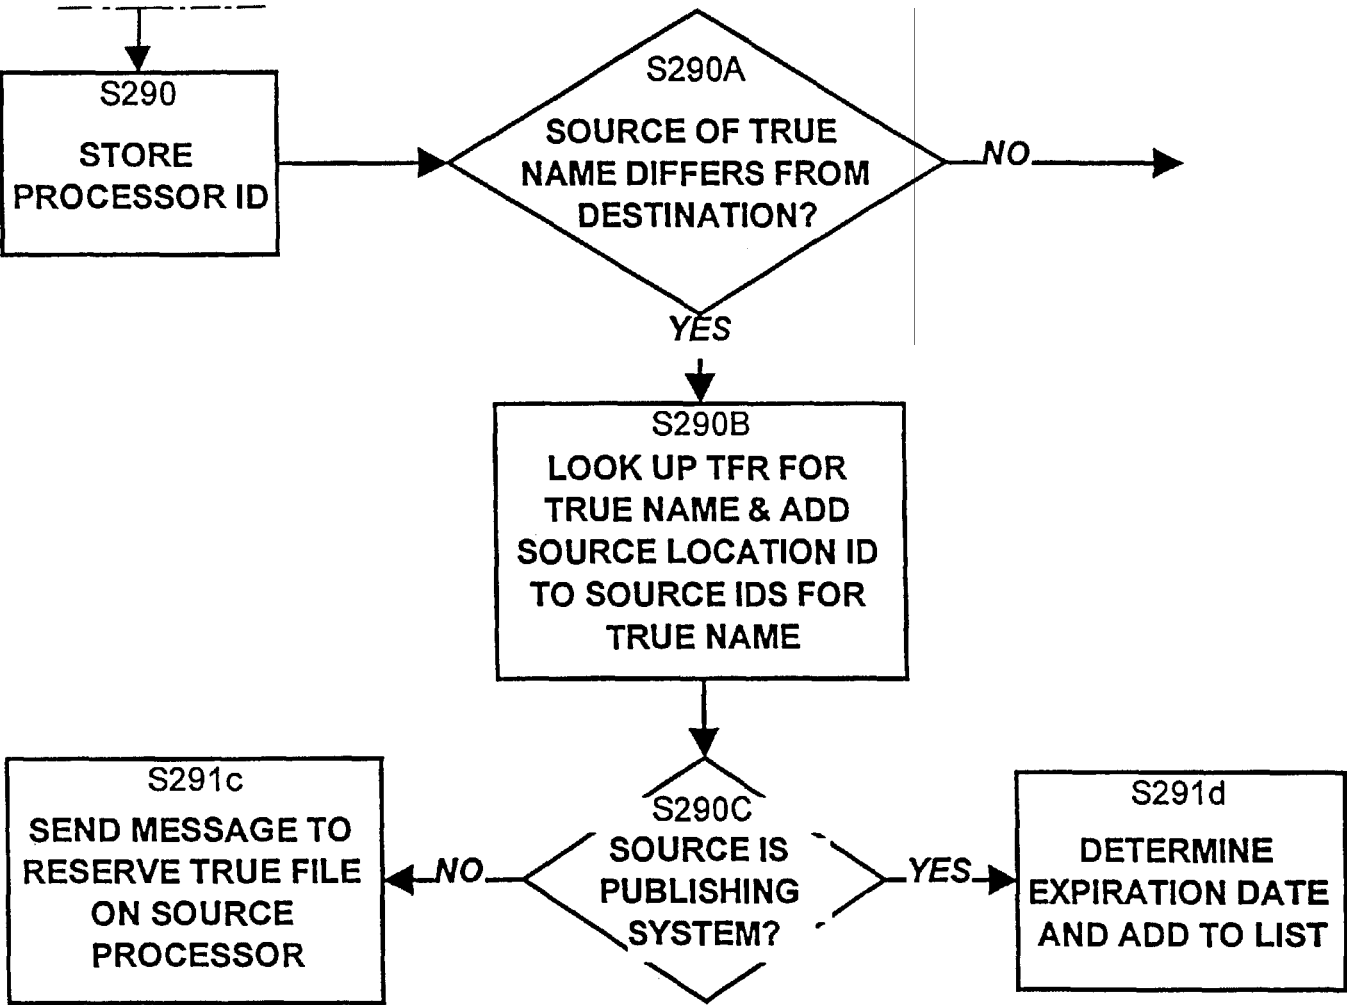 S290
STORE
PROCESSOR ID
S290A
SOURCE OF TRUE
NAME DIFFERS FROM
DESTINATION?
NO
YES
S290B
LOOK UP TFR FOR
TRUE NAME & ADD
SOURCE LOCATION ID
TO SOURCE IDS FOR
TRUE NAME
S291c
SEND MESSAGE TO
RESERVE TRUE FILE
ON SOURCE
PROCESSOR
NO
S290C
SOURCE IS
PUBLISHING
SYSTEM?
YES
S291d
DETERMINE
EXPIRATION DATE
AND ADD TO LIST